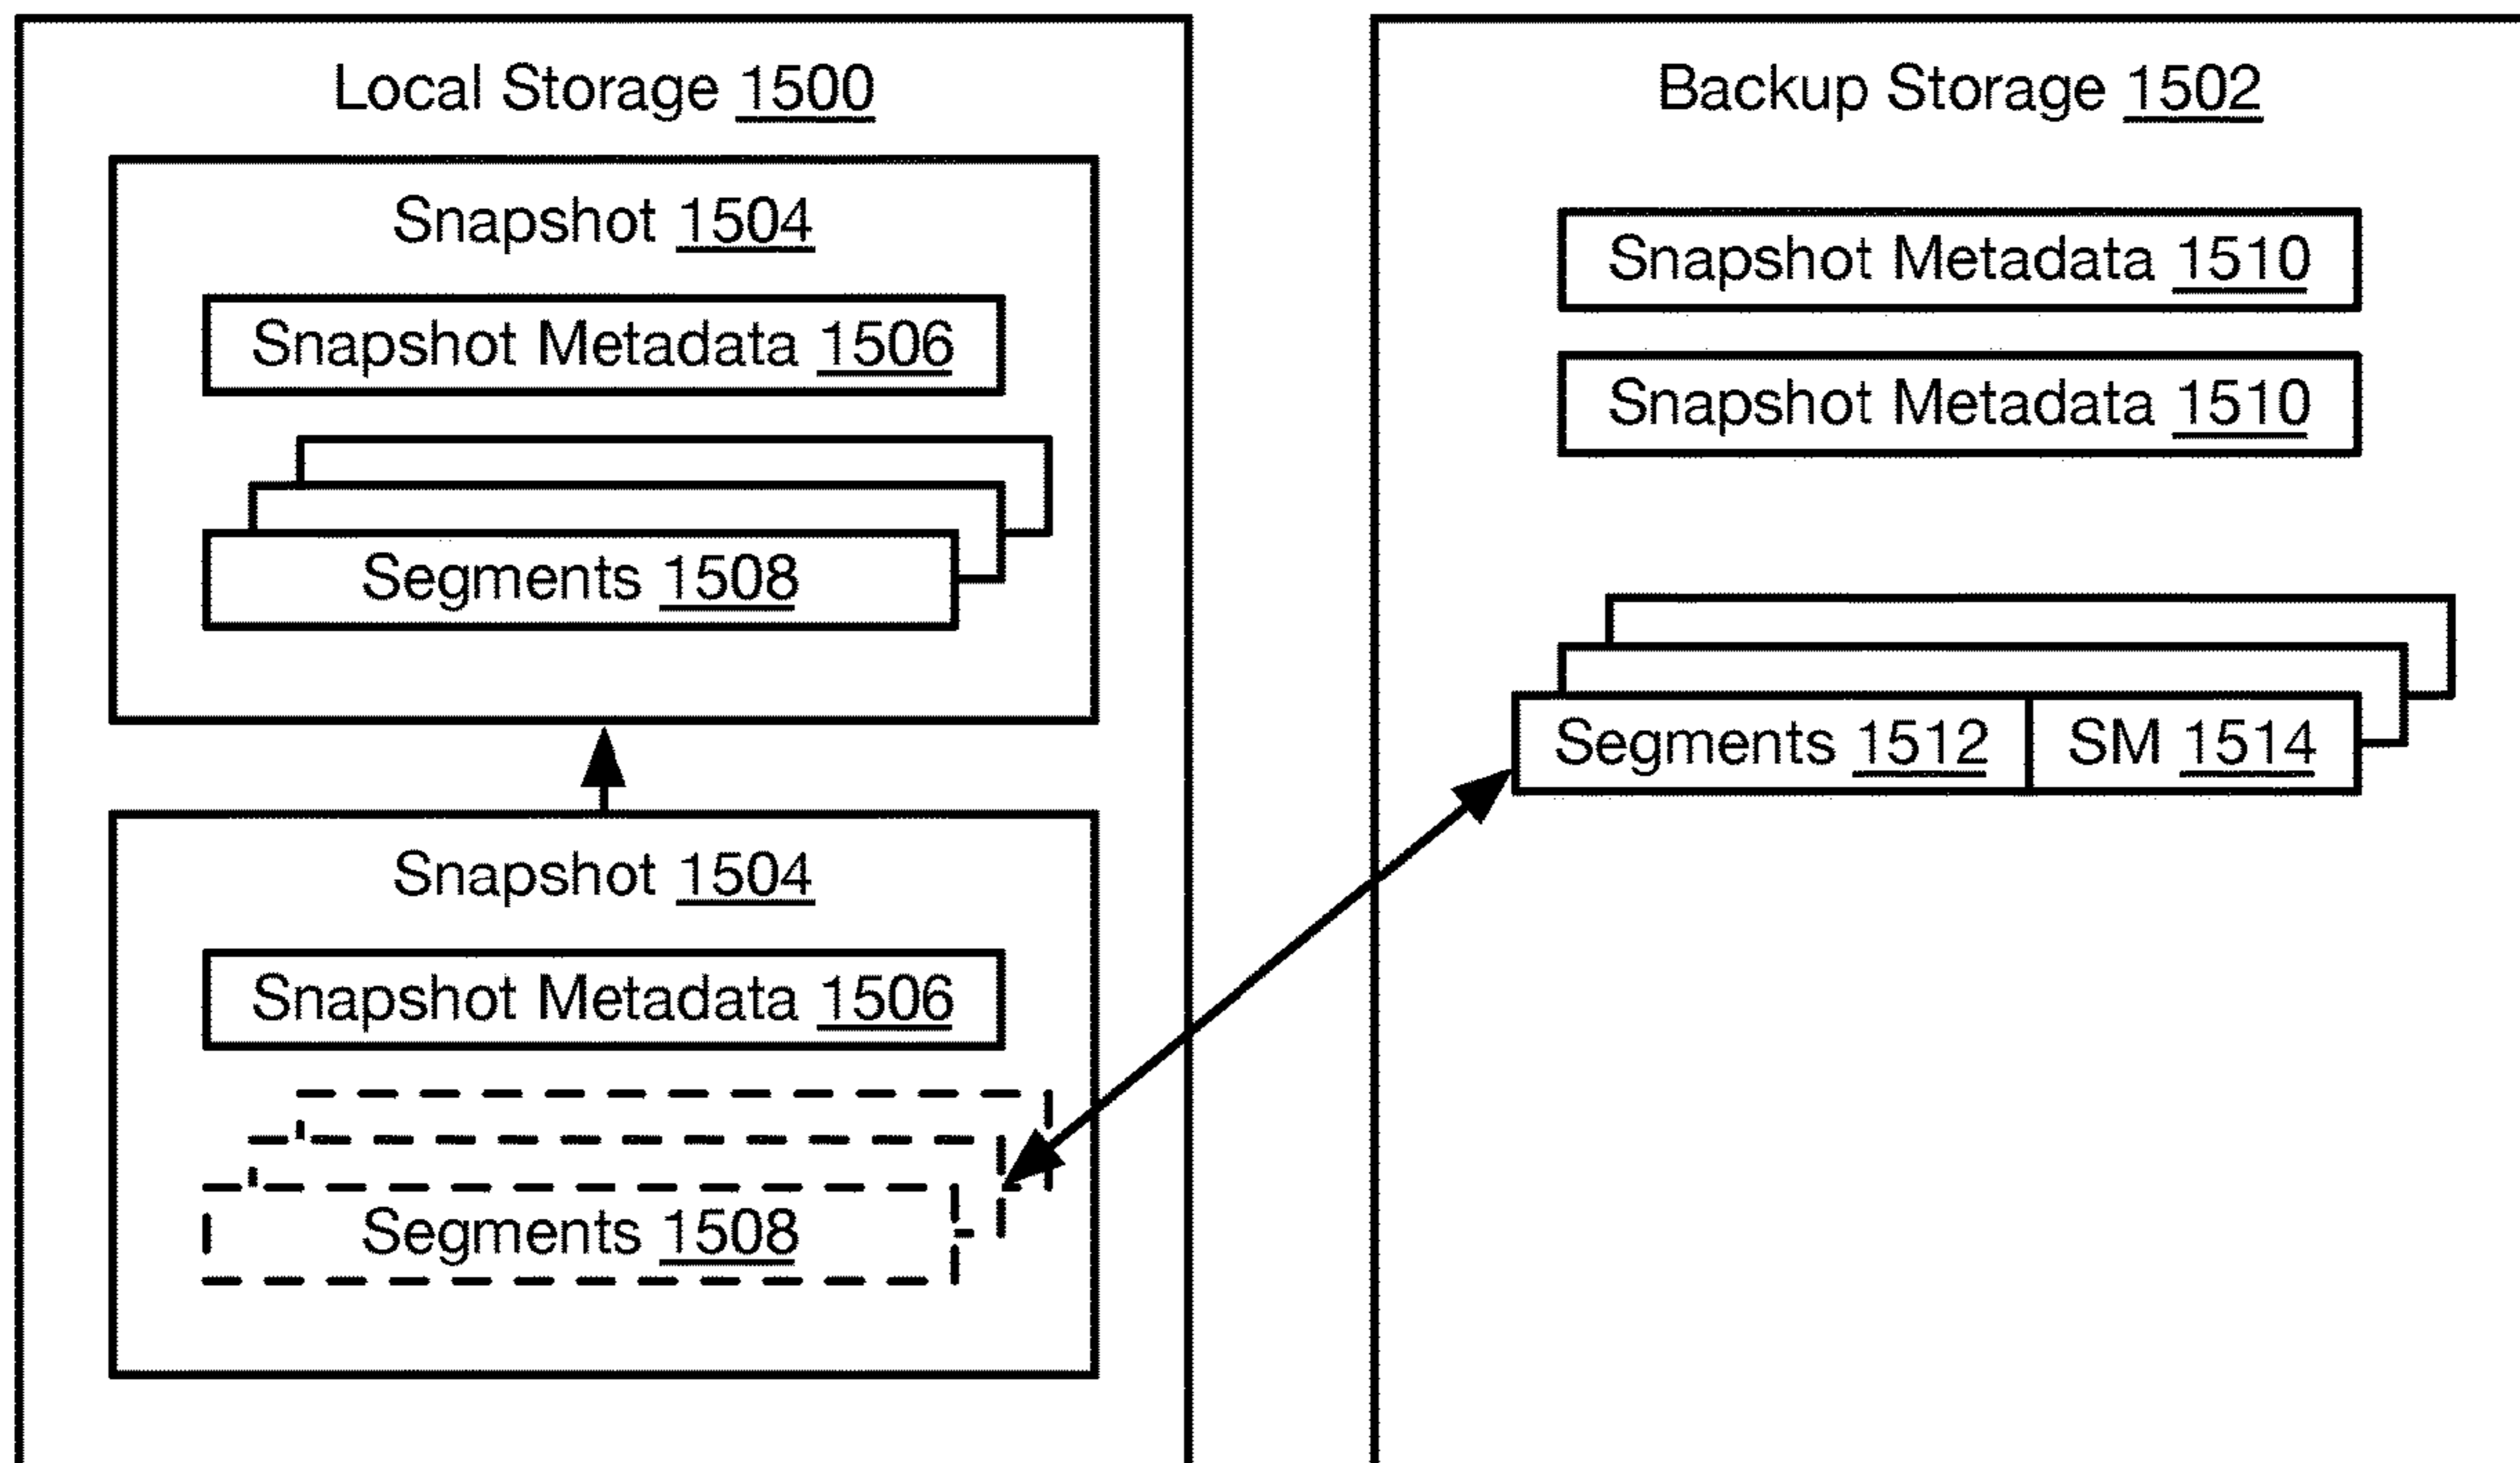 Local Storage 1500
Snapshot 1504
Snapshot Metadata 1506
Segments 1508
Snapshot 1504
Snapshot Metadata 1506
Segments 1508
Backup Storage 1502
Snapshot Metadata 1510
Snapshot Metadata 1510
Segments 1512
SM 1514